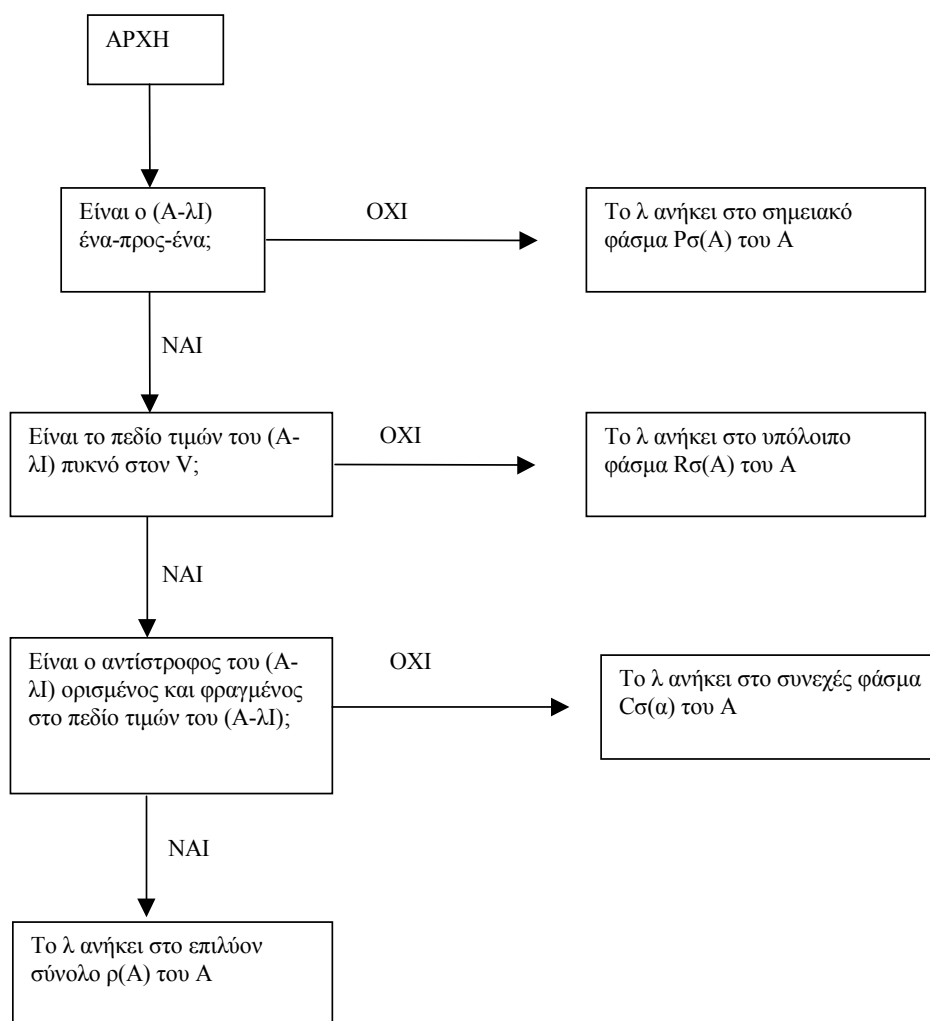 ΑΡΧΗ
Είναι ο (Α-λΙ)
ένα-προς-ένα;
ΟΧΙ
Το λ ανήκει στο σημειακό
φάσμα Pσ(A) του Α
ΝΑΙ
Είναι το πεδίο τιμών του (Α-
λΙ) πυκνό στον V;
ΟΧΙ
Το λ ανήκει στο υπόλοιπο
φάσμα Rσ(A) του Α
ΝΑΙ
Είναι ο αντίστροφος του (Α-
λΙ) ορισμένος και φραγμένος
στο πεδίο τιμών του (Α-λΙ);
ΟΧΙ
Το λ ανήκει στο συνεχές φάσμα
Cσ(α) του Α
ΝΑΙ
Το λ ανήκει στο επιλύον
σύνολο ρ(Α) του Α